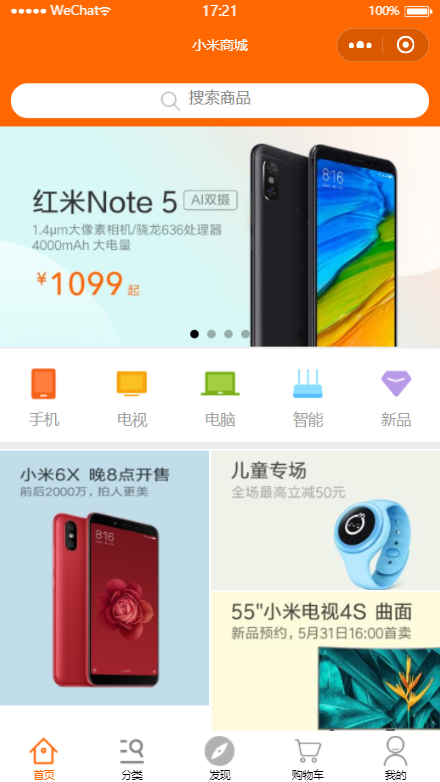 WeChat 17:21 100%
小米商城
搜索商品
红米Note 5 AI双摄
1.4μm大像素相机/骁龙636处理器
4000mAh 大电量
¥1099起
8:16
手机 电视 电脑 智能 新品
小米6X 晚8点开售
前后2000万，拍人更美
8:16
儿童专场
全场最高立减50元
55"小米电视4S 曲面
新品预约，5月31日16:00首卖
首页 分类 发现 购物车 我的